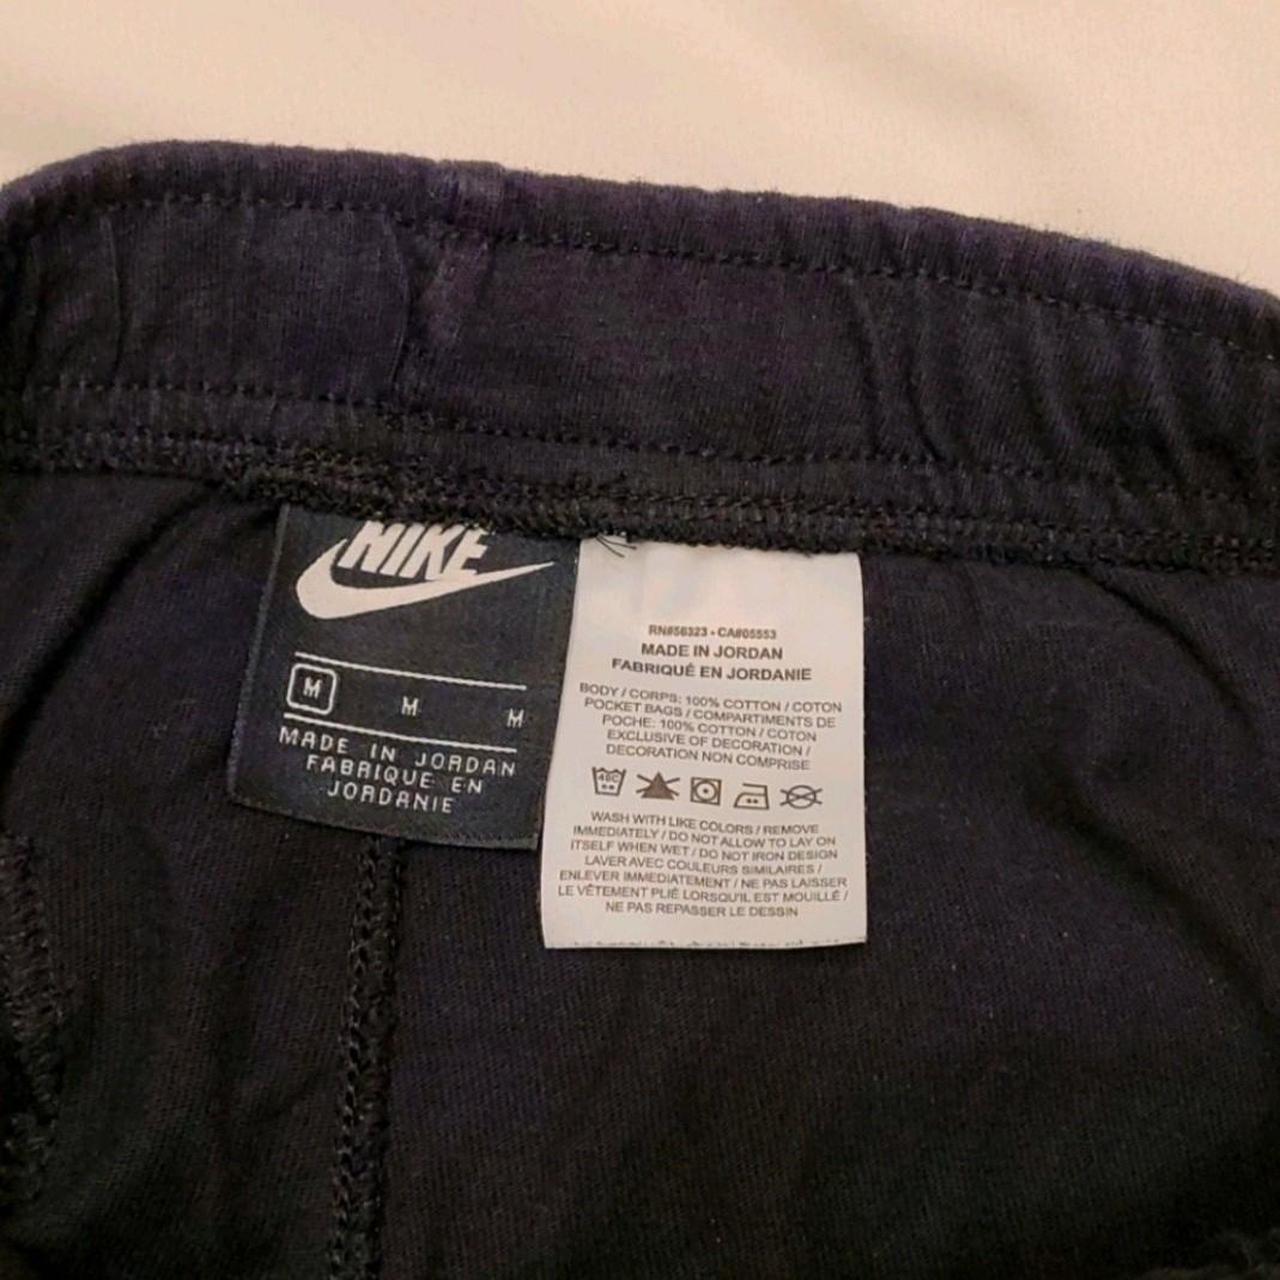 NIKE
M M M
MADE IN JORDAN
FABRIQUE EN
JORDANIE
RN#56323 - CA#05553
MADE IN JORDAN
FABRIQUÉ EN JORDANIE
BODY / CORPS: 100% COTTON / COTON
POCKET BAGS / COMPARTIMENTS DE
POCHE: 100% COTTON / COTON
EXCLUSIVE OF DECORATION /
DECORATION NON COMPRISE
40C
WASH WITH LIKE COLORS / REMOVE
IMMEDIATELY / DO NOT ALLOW TO LAY ON
ITSELF WHEN WET / DO NOT IRON DESIGN
LAVER AVEC COULEURS SIMILAIRES /
ENLEVER IMMEDIATEMENT / NE PAS LAISSER
LE VÊTEMENT PLIÉ LORSQU'IL EST MOUILLÉ /
NE PAS REPASSER LE DESSIN